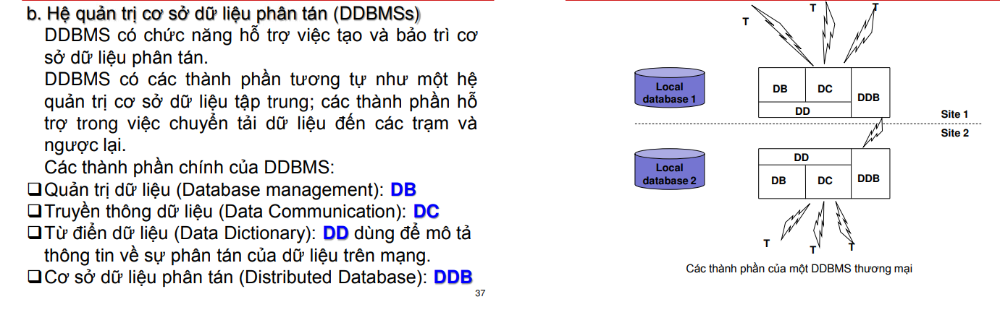 b. Hệ quản trị cơ sở dữ liệu phân tán (DDBMSs)
DDBMS có chức năng hỗ trợ việc tạo và bảo trì cơ
sở dữ liệu phân tán.
DDBMS có các thành phần tương tự như một hệ
quản trị cơ sở dữ liệu tập trung; các thành phần hỗ
trợ trong việc chuyển tải dữ liệu đến các trạm và
ngược lại.
Các thành phần chính của DDBMS:
❑Quản trị dữ liệu (Database management): DB
❑Truyền thông dữ liệu (Data Communication): DC
❑Từ điển dữ liệu (Data Dictionary): DD dùng để mô tả
thông tin về sự phân tán của dữ liệu trên mạng.
❑Cơ sở dữ liệu phân tán (Distributed Database): DDB
37
T
T
T
Local
database 1
DB
DC
DDB
DD
Site 1
Site 2
Local
database 2
DD
DB
DC
DDB
T
T
T
Các thành phần của một DDBMS thương mại